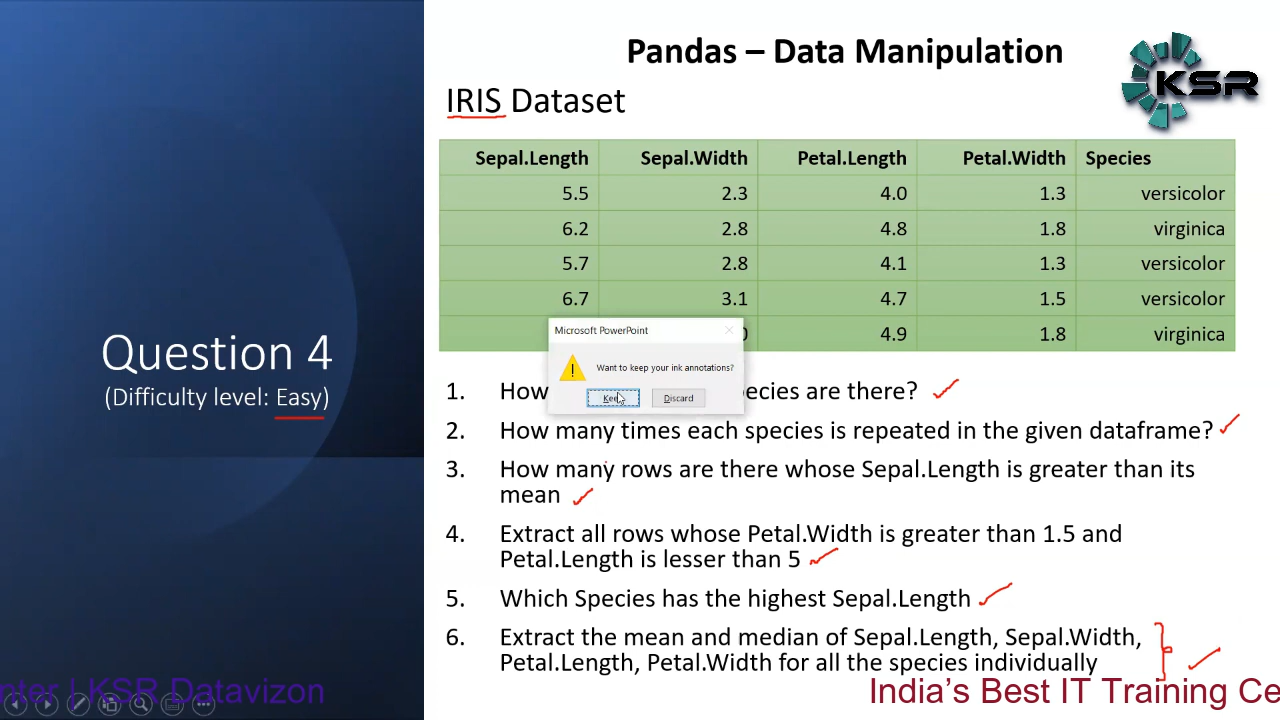 Pandas – Data Manipulation
KSR
IRIS Dataset
Sepal.Length Sepal.Width Petal.Length Petal.Width Species
5.5 2.3 4.0 1.3 versicolor
6.2 2.8 4.8 1.8 virginica
5.7 2.8 4.1 1.3 versicolor
6.7 3.1 4.7 1.5 versicolor
4.9 1.8 virginica
Question 4
(Difficulty level: Easy)
Microsoft PowerPoint
Want to keep your ink annotations?
Keep Discard
1. How are there?
2. How many times each species is repeated in the given dataframe?
3. How many rows are there whose Sepal.Length is greater than its
mean
4. Extract all rows whose Petal.Width is greater than 1.5 and
Petal.Length is lesser than 5
5. Which Species has the highest Sepal.Length
6. Extract the mean and median of Sepal.Length, Sepal.Width,
Petal.Length, Petal.Width for all the species individually
nter | KSR Datavizon
India's Best IT Training Ce